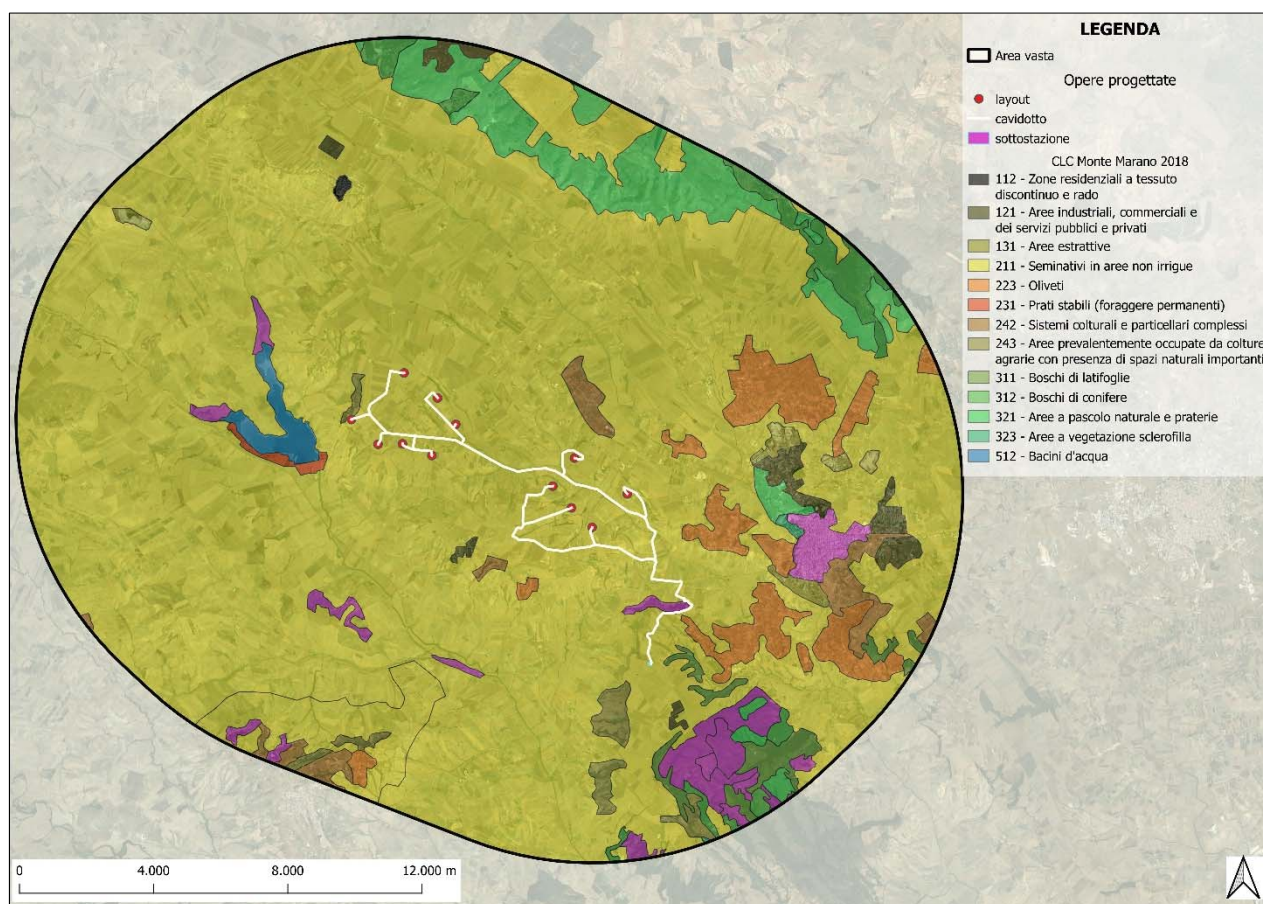 LEGENDA
Area vasta
Opere progettate
layout
cavidotto
sottostazione
CLC Monte Marano 2018
112 - Zone residenziali a tessuto
discontinuo e rado
121 - Aree industriali, commerciali e
dei servizi pubblici e privati
131 - Aree estrattive
211 - Seminativi in aree non irrigue
223 - Oliveti
231 - Prati stabili (foraggere permanenti)
242 - Sistemi colturali e particellari complessi
243 - Aree prevalentemente occupate da colture
agrarie con presenza di spazi naturali importanti
311 - Boschi di latifoglie
312 - Boschi di conifere
321 - Aree a pascolo naturale e praterie
323 - Aree a vegetazione sclerofilla
512 - Bacini d'acqua
0 4.000 8.000 12.000 m